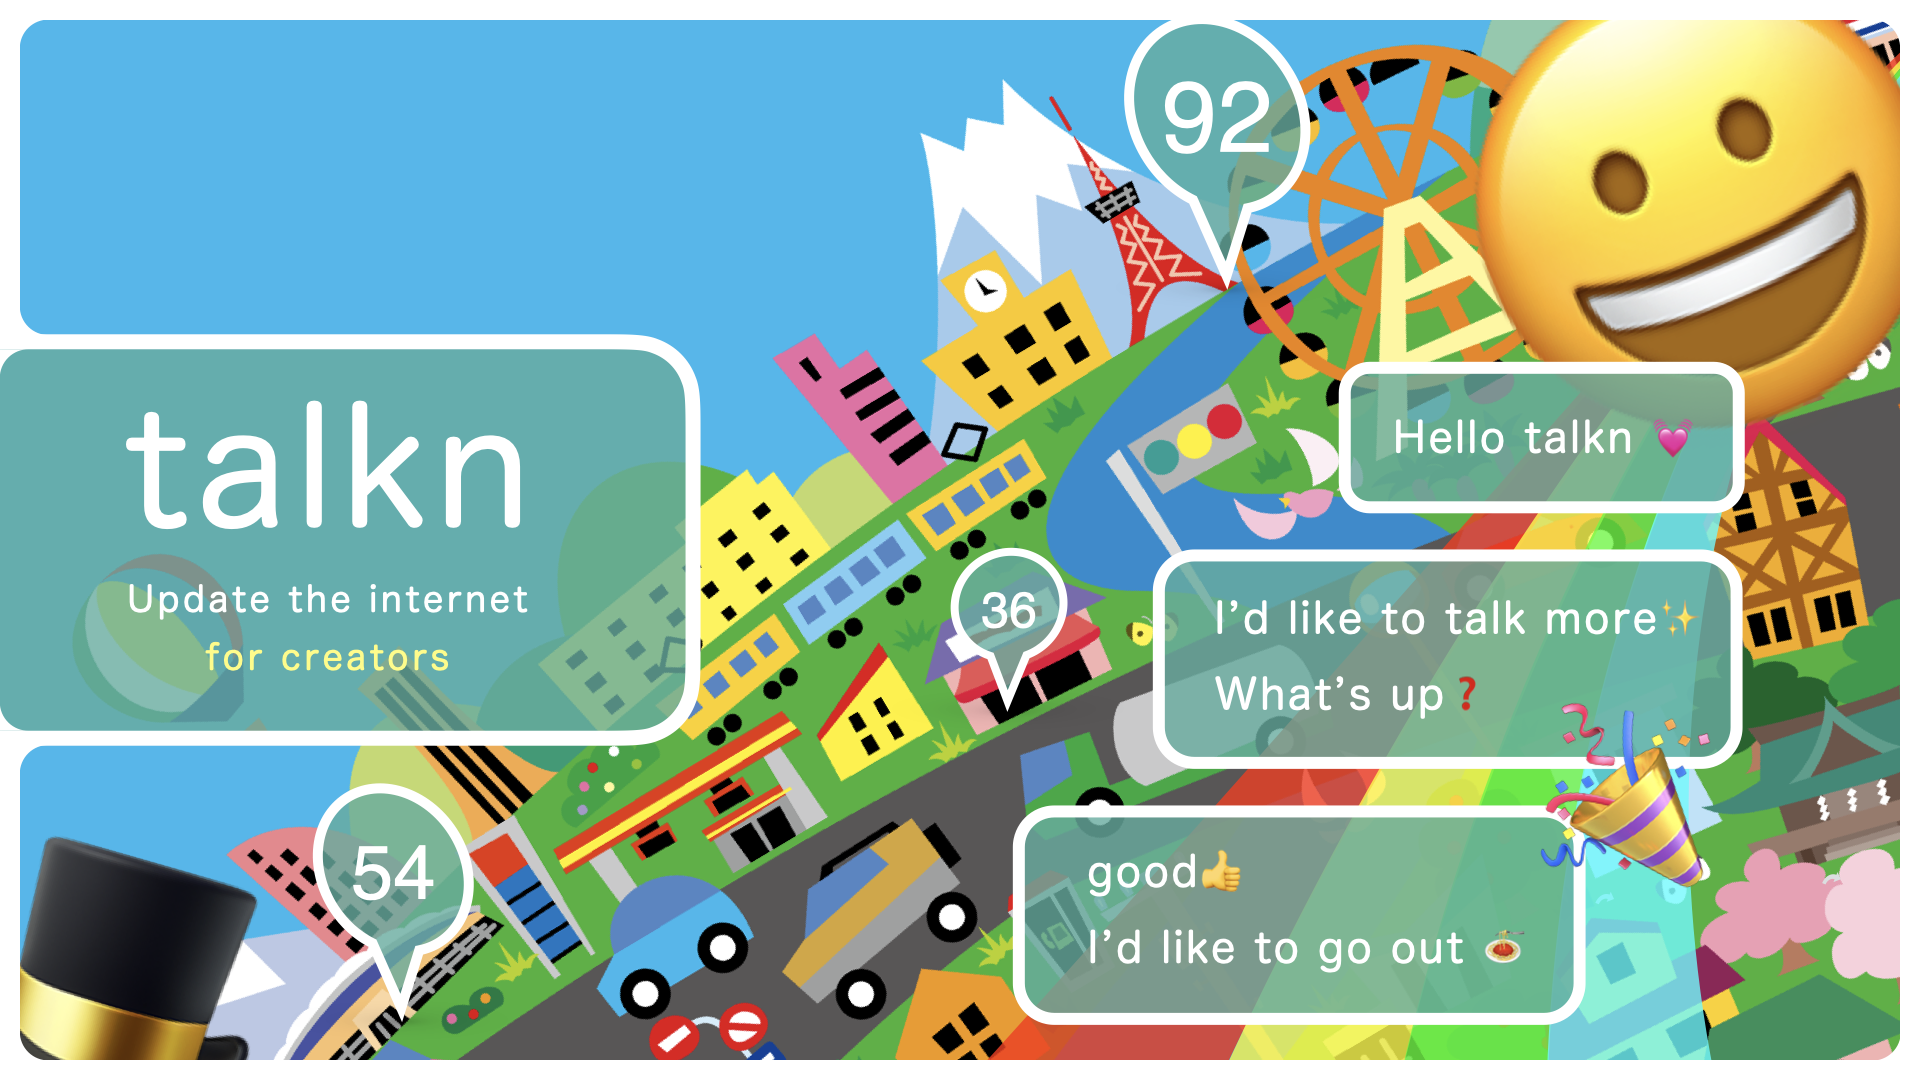 talkn
Update the internet
for creators
92
36
54
Hello talkn 💓
I’d like to talk more✨
What’s up❓
good👍
I’d like to go out 🍝